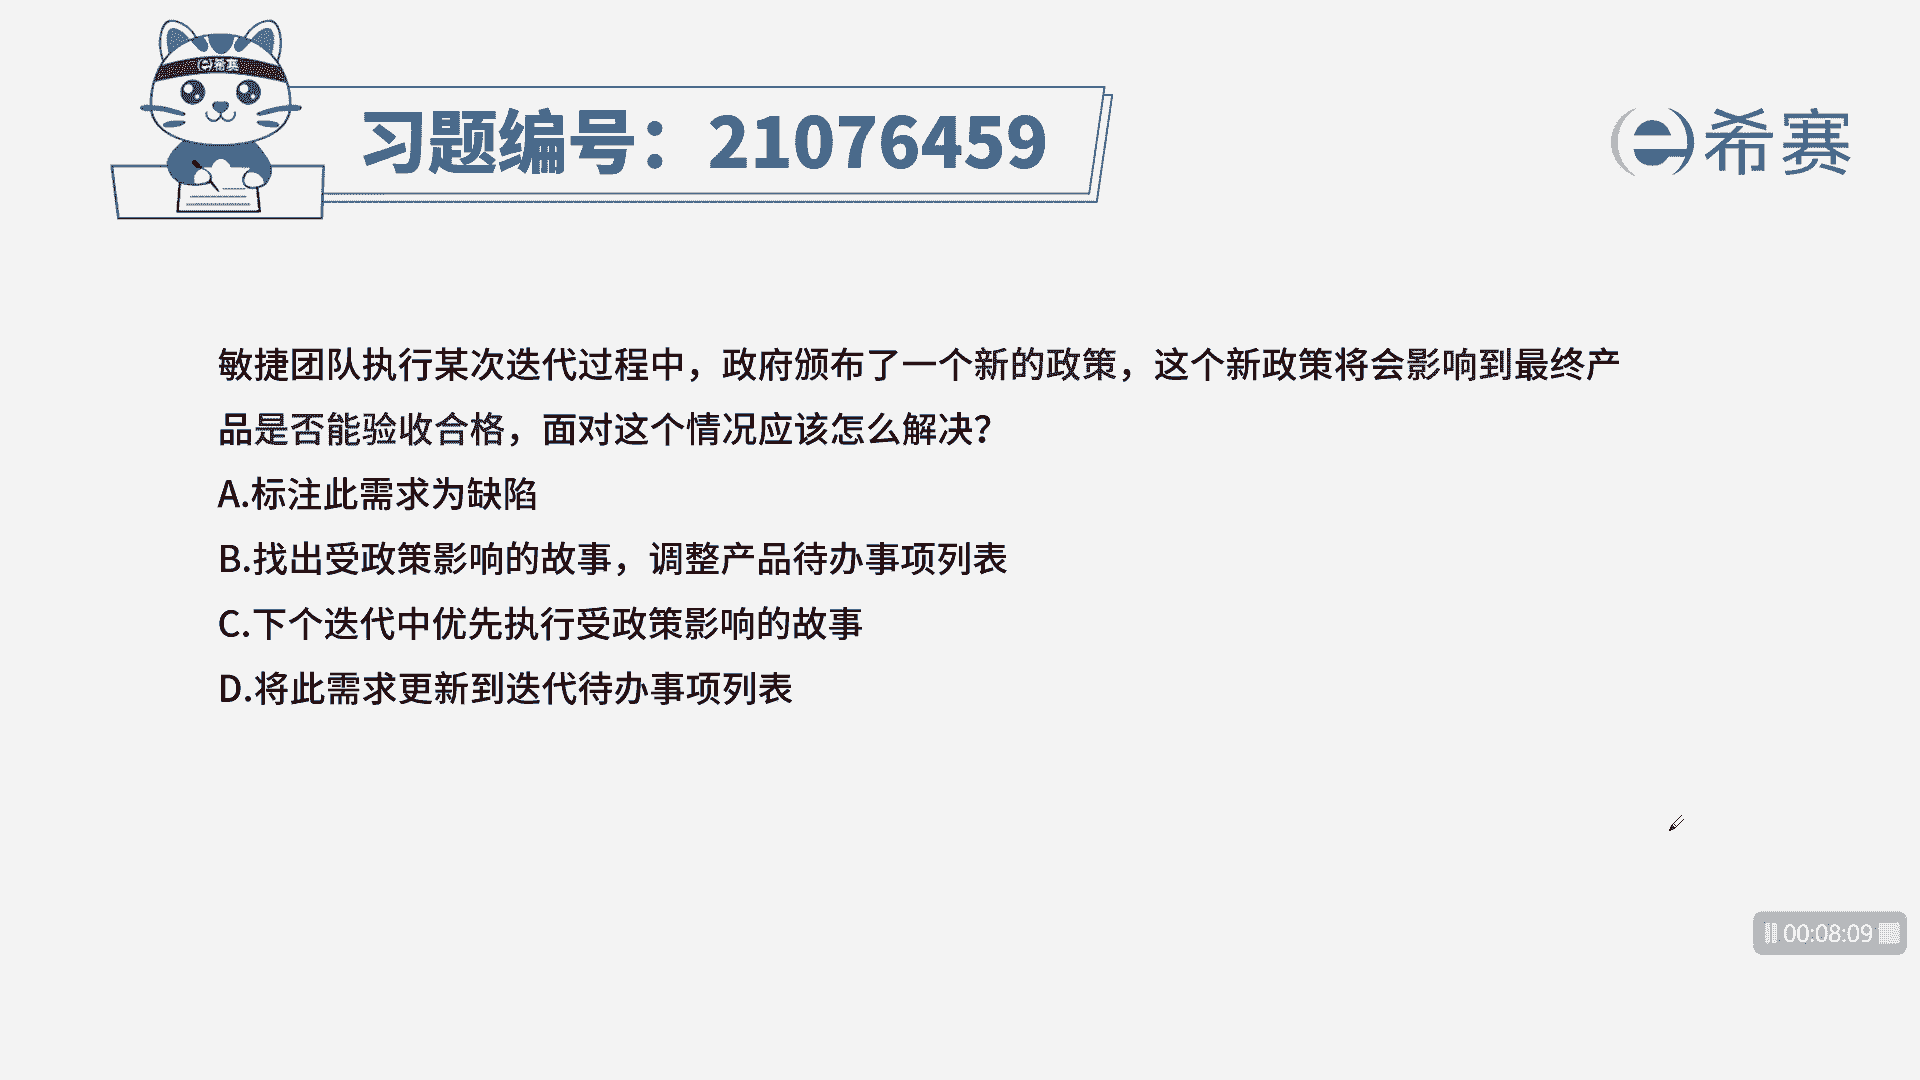 希赛
习题编号：21076459
希赛
敏捷团队执行某次迭代过程中，政府颁布了一个新的政策，这个新政策将会影响到最终产
品是否能验收合格，面对这个情况应该怎么解决？
A.标注此需求为缺陷
B.找出受政策影响的故事，调整产品待办事项列表
C.下个迭代中优先执行受政策影响的故事
D.将此需求更新到迭代待办事项列表
00:08:09